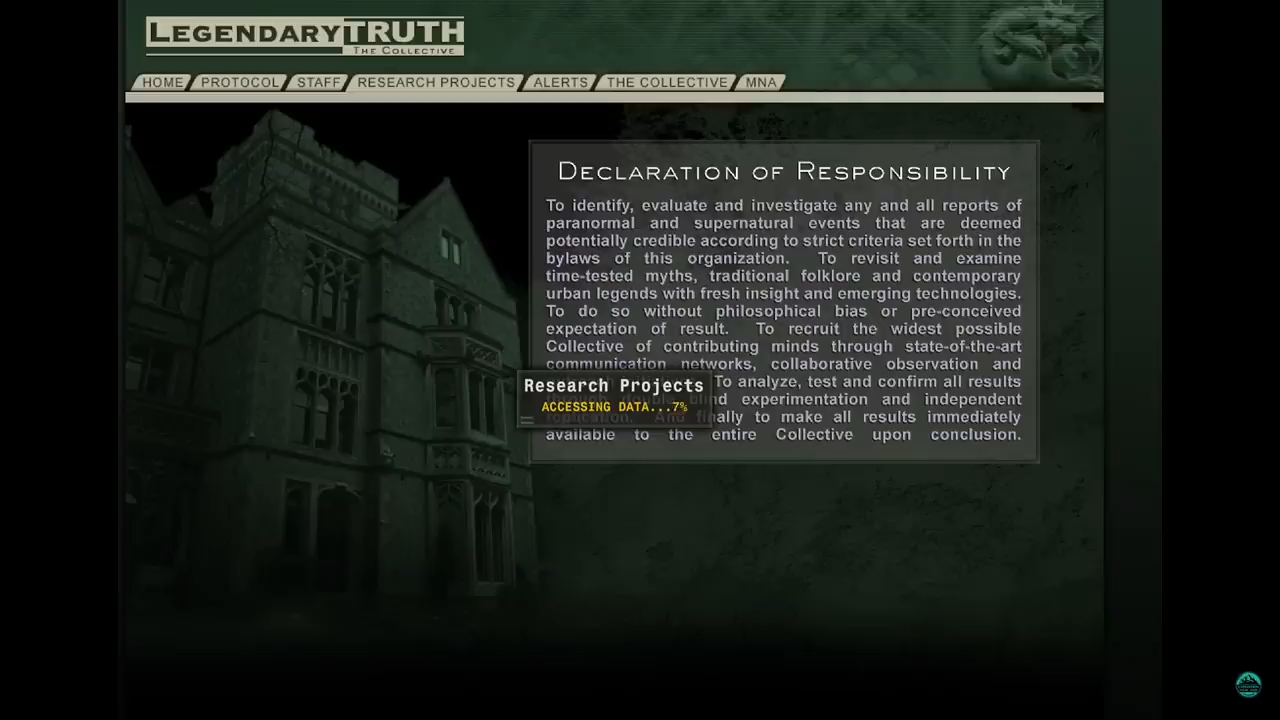 LEGENDARYTRUTH
THE COLLECTIVE
HOME PROTOCOL STAFF RESEARCH PROJECTS ALERTS THE COLLECTIVE MNA
DECLARATION OF RESPONSIBILITY
To identify, evaluate and investigate any and all reports of
paranormal and supernatural events that are deemed
potentially credible according to strict criteria set forth in the
bylaws of this organization. To revisit and examine
time-tested myths, traditional folklore and contemporary
urban legends with fresh insight and emerging technologies.
To do so without philosophical bias or pre-conceived
expectation of result. To recruit the widest possible
Collective of contributing minds through state-of-the-art
communication networks, collaborative observation and
To analyze, test and confirm all results
through double blind experimentation and independent
replication. And finally to make all results immediately
available to the entire Collective upon conclusion.
Research Projects
ACCESSING DATA...7%